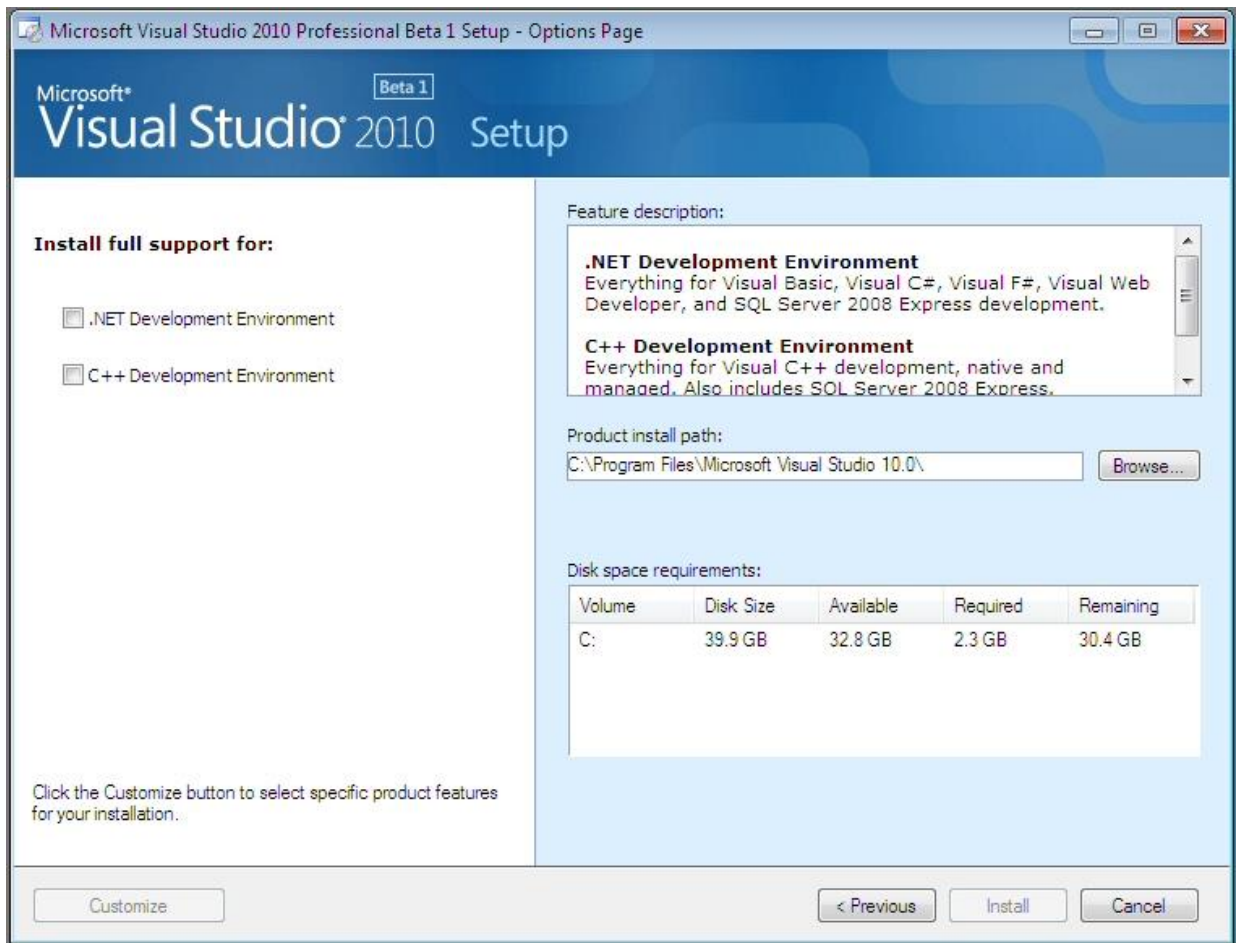 Microsoft Visual Studio 2010 Professional Beta 1 Setup - Options Page
Microsoft®
Beta 1
Visual Studio® 2010 Setup
Install full support for:
.NET Development Environment
C++ Development Environment
Click the Customize button to select specific product features
for your installation.
Feature description:
.NET Development Environment
Everything for Visual Basic, Visual C#, Visual F#, Visual Web
Developer, and SQL Server 2008 Express development.
C++ Development Environment
Everything for Visual C++ development, native and
managed. Also includes SQL Server 2008 Express.
Product install path:
C:\Program Files\Microsoft Visual Studio 10.0\
Browse...
Disk space requirements:
Volume Disk Size Available Required Remaining
C: 39.9 GB 32.8 GB 2.3 GB 30.4 GB
Customize
< Previous
Install
Cancel